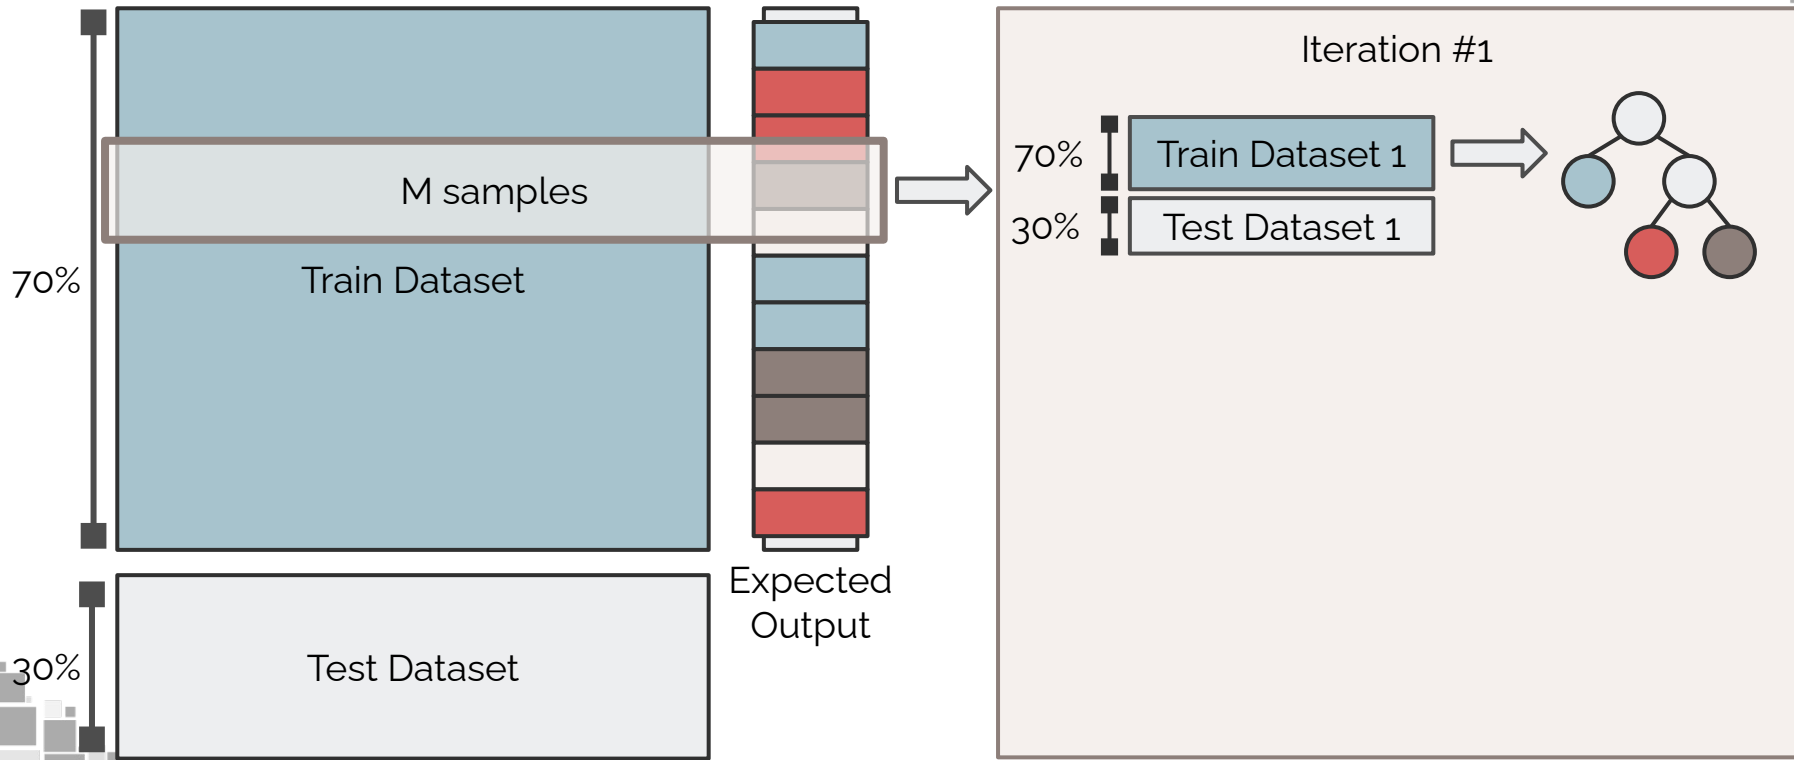 70%
M samples
Train Dataset
Expected
Output
30%
Test Dataset
Iteration #1
70%
Train Dataset 1
30%
Test Dataset 1